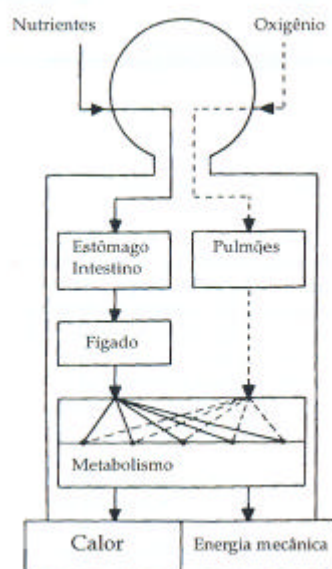 Nutrientes
Oxigênio
Estômago
Intestino
Pulmões
Fígado
Metabolismo
Calor
Energia mecânica